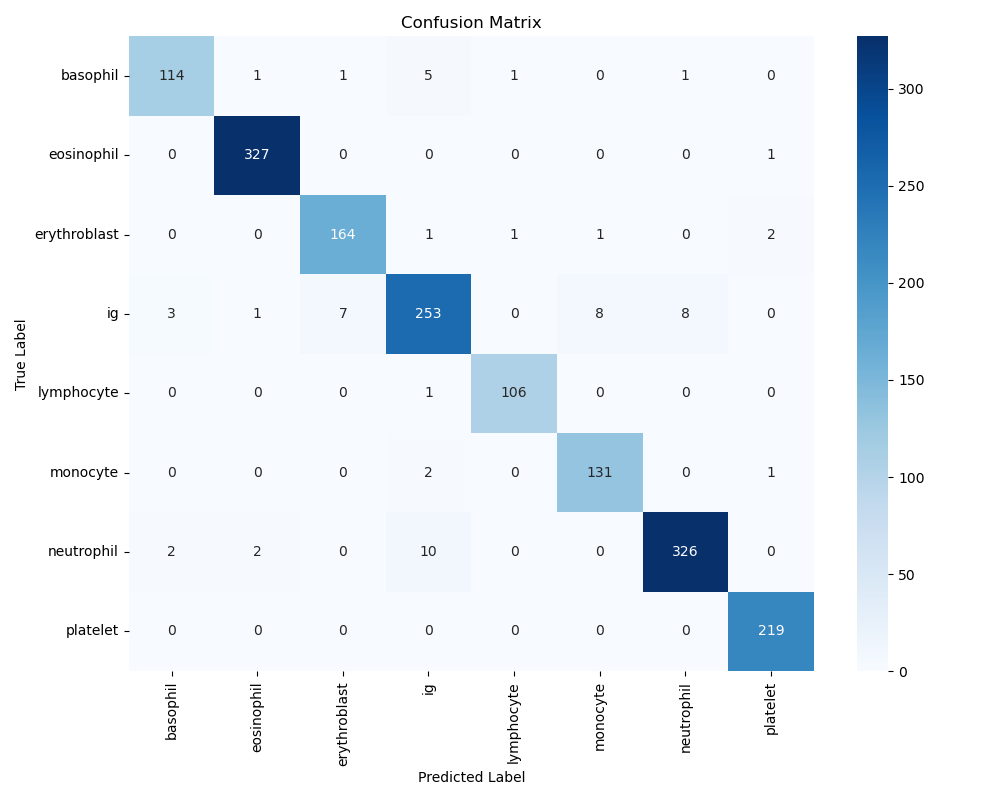 Confusion Matrix
basophil 114 1 1 5 1 0 1 0
eosinophil 0 327 0 0 0 0 0 1
erythroblast 0 0 164 1 1 1 0 2
ig 3 1 7 253 0 8 8 0
lymphocyte 0 0 0 1 106 0 0 0
monocyte 0 0 0 2 0 131 0 1
neutrophil 2 2 0 10 0 0 326 0
platelet 0 0 0 0 0 0 0 219
basophil eosinophil erythroblast ig lymphocyte monocyte neutrophil platelet
Predicted Label
True Label
300
250
200
150
100
50
0